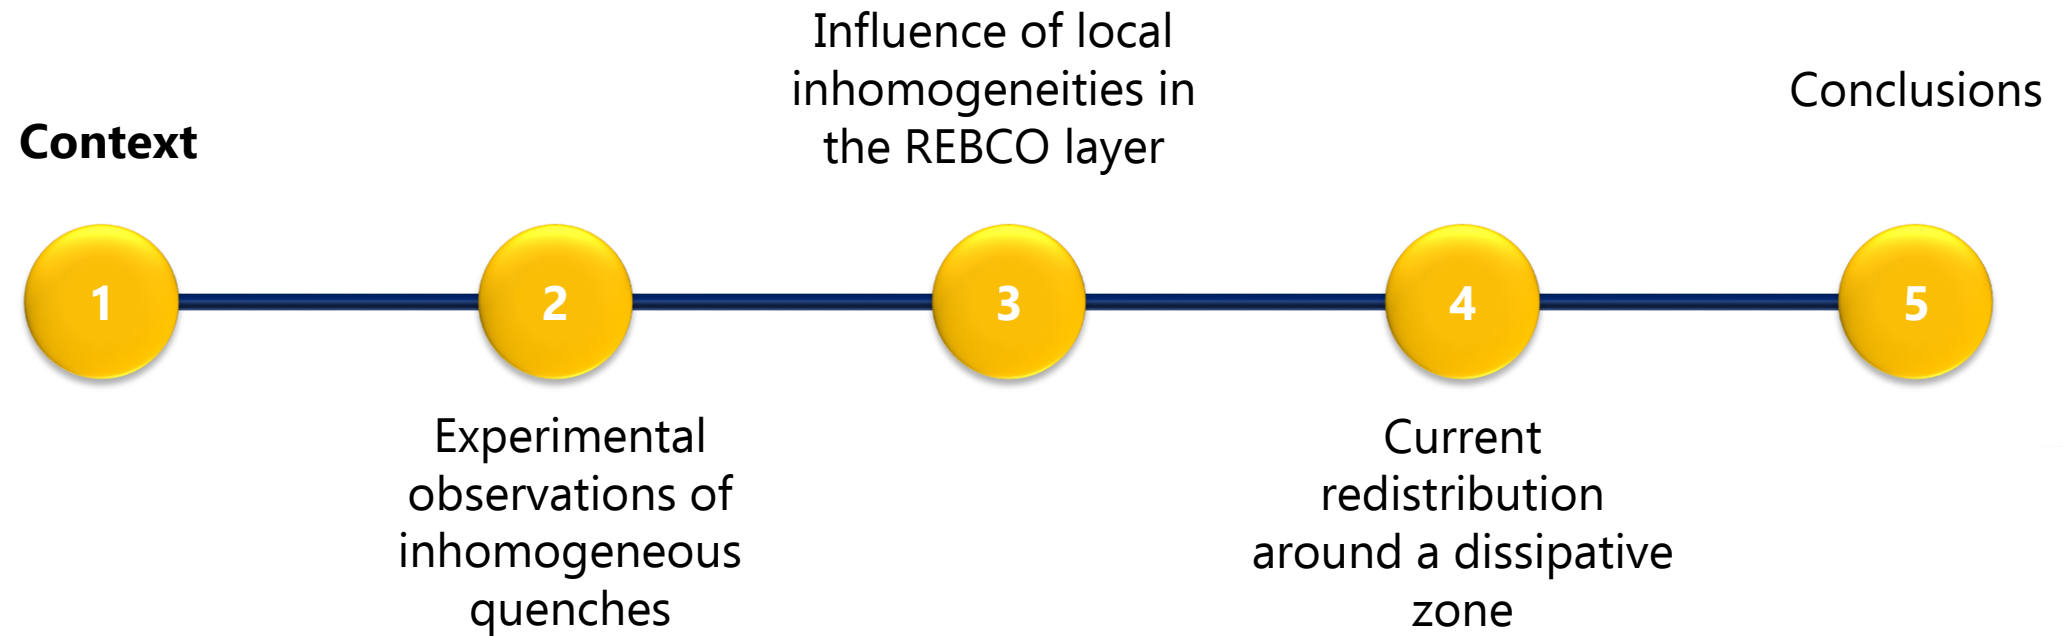 Context
1
Experimental
observations of
inhomogeneous
quenches
2
Influence of local
inhomogeneities in
the REBCO layer
3
Current
redistribution
around a dissipative
zone
4
Conclusions
5